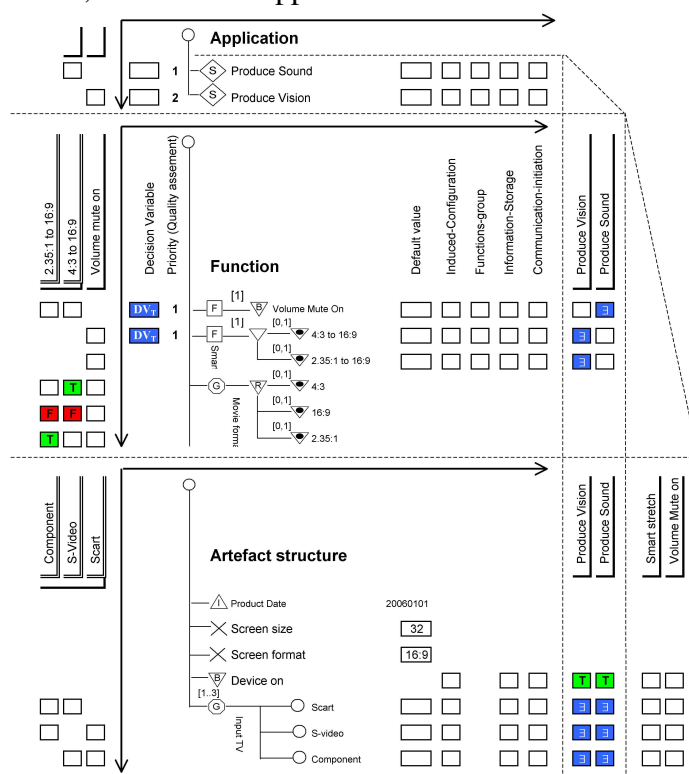 Application
1 S Produce Sound
2 S Produce Vision
2.35:1 to 16:9
4:3 to 16:9
Volume mute on
Decision Variable
Priority (Quality assement)
Function
Default value
Induced-Configuration
Functions-group
Information-Storage
Communication-initiation
Produce Vision
Produce Sound
DVT 1 F [1] B Volume Mute On ∃
DVT 1 F [1] [0,1] 4:3 to 16:9 ∃
Smar
[0,1] 2.35:1 to 16:9 ∃
T G R [0,1] 4:3
Movie forma
F F [0,1] 16:9
T [0,1] 2.35:1
Component
S-Video
Scart
Artefact structure
Produce Vision
Produce Sound
Smart stretch
Volume Mute on
I Product Date 20060101
Screen size 32
Screen format 16:9
B Device on T T
[1..3]
G Scart ∃ ∃
Input TV
S-video ∃ ∃
Component ∃ ∃